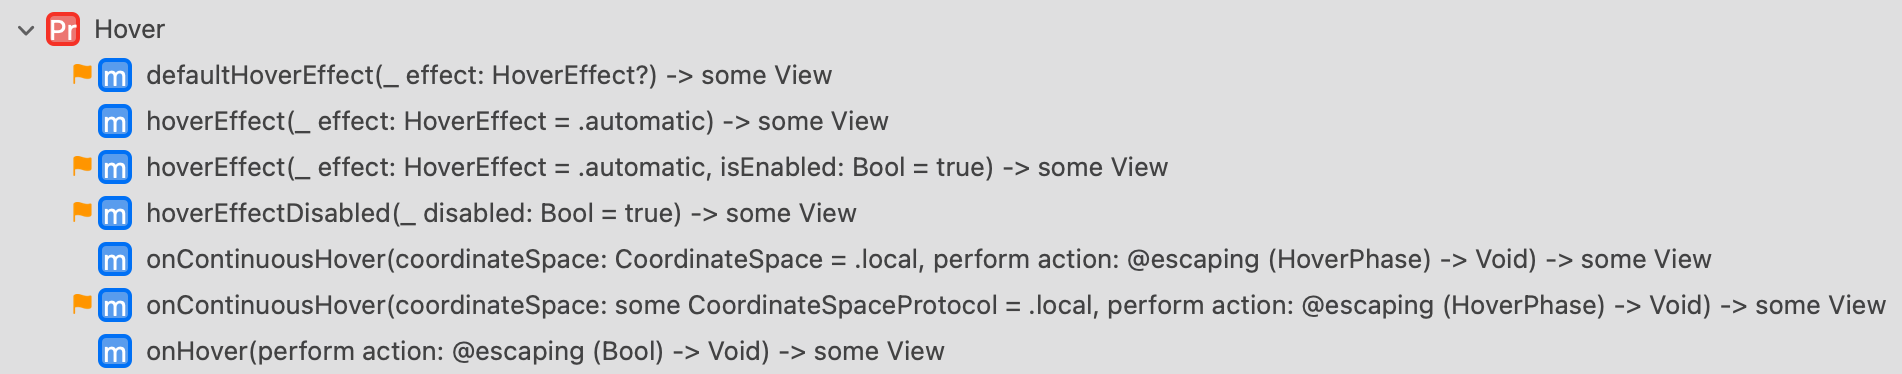 Pr Hover
m defaultHoverEffect(_ effect: HoverEffect?) -> some View
m hoverEffect(_ effect: HoverEffect = .automatic) -> some View
m hoverEffect(_ effect: HoverEffect = .automatic, isEnabled: Bool = true) -> some View
m hoverEffectDisabled(_ disabled: Bool = true) -> some View
m onContinuousHover(coordinateSpace: CoordinateSpace = .local, perform action: @escaping (HoverPhase) -> Void) -> some View
m onContinuousHover(coordinateSpace: some CoordinateSpaceProtocol = .local, perform action: @escaping (HoverPhase) -> Void) -> some View
m onHover(perform action: @escaping (Bool) -> Void) -> some View